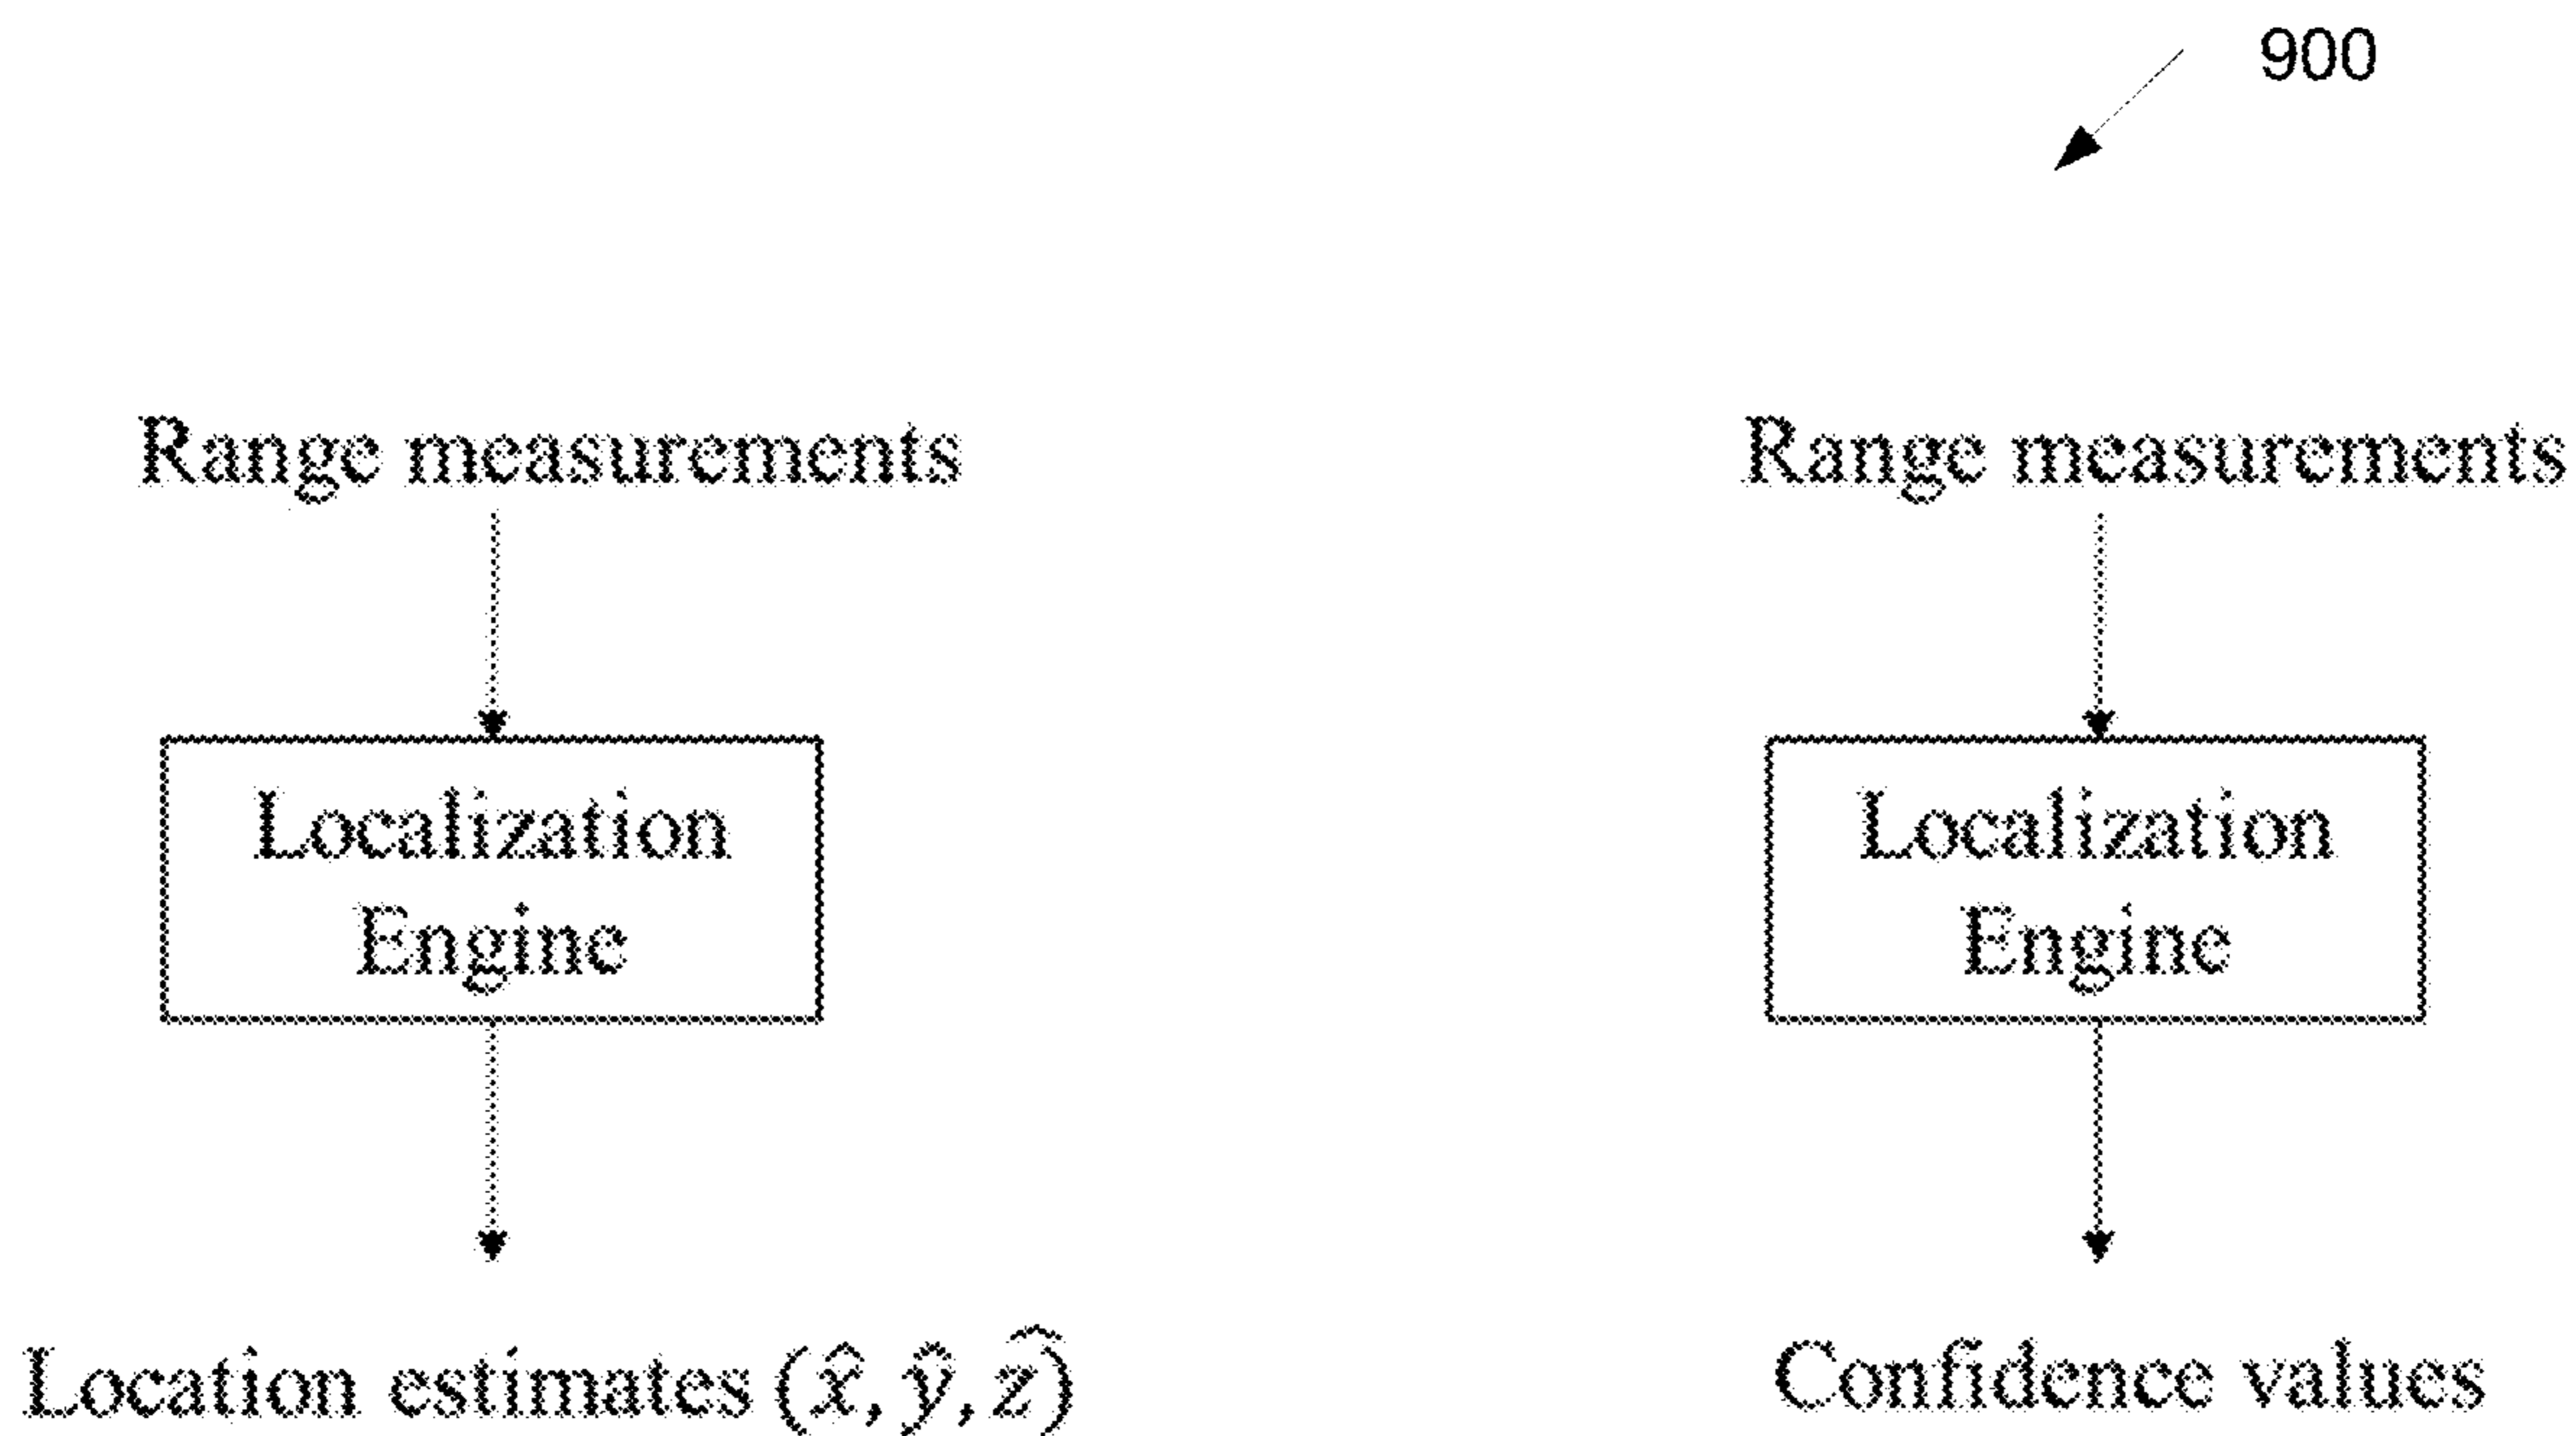 900
Range measurements
Range measurements
Localization
Engine
Localization
Engine
Location estimates (x̂, ŷ, ẑ)
Confidence values